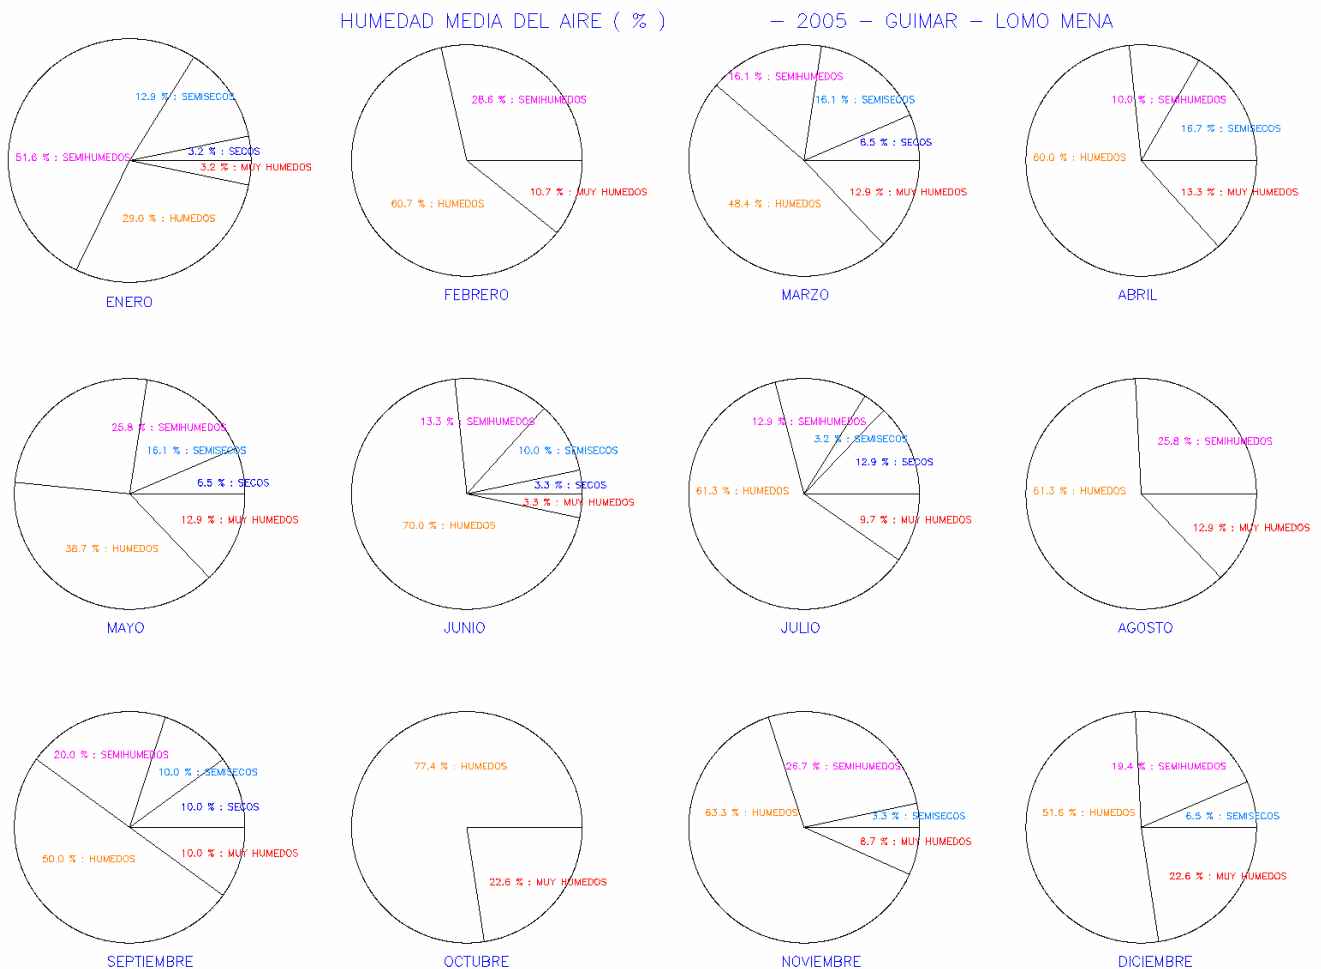 HUMEDAD MEDIA DEL AIRE ( % ) - 2005 - GUIMAR - LOMO MENA
12.9 % : SEMISECOS
3.2 % : SECOS
51.6 % : SEMIHUMEDOS
3.2 % : MUY HUMEDOS
29.0 % : HUMEDOS
ENERO
28.6 % : SEMIHUMEDOS
10.7 % : MUY HUMEDOS
60.7 % : HUMEDOS
FEBRERO
16.1 % : SEMIHUMEDOS
16.1 % : SEMISECOS
6.5 % : SECOS
12.9 % : MUY HUMEDOS
48.4 % : HUMEDOS
MARZO
10.0 % : SEMIHUMEDOS
16.7 % : SEMISECOS
60.0 % : HUMEDOS
13.3 % : MUY HUMEDOS
ABRIL
25.8 % : SEMIHUMEDOS
16.1 % : SEMISECOS
6.5 % : SECOS
12.9 % : MUY HUMEDOS
38.7 % : HUMEDOS
MAYO
13.3 % : SEMIHUMEDOS
10.0 % : SEMISECOS
3.3 % : SECOS
3.3 % : MUY HUMEDOS
70.0 % : HUMEDOS
JUNIO
12.9 % : SEMIHUMEDOS
3.2 % : SEMISECOS
12.9 % : SECOS
61.3 % : HUMEDOS
9.7 % : MUY HUMEDOS
JULIO
25.8 % : SEMIHUMEDOS
61.3 % : HUMEDOS
12.9 % : MUY HUMEDOS
AGOSTO
20.0 % : SEMIHUMEDOS
10.0 % : SEMISECOS
10.0 % : SECOS
10.0 % : MUY HUMEDOS
50.0 % : HUMEDOS
SEPTIEMBRE
77.4 % : HUMEDOS
22.6 % : MUY HUMEDOS
OCTUBRE
26.7 % : SEMIHUMEDOS
63.3 % : HUMEDOS
3.3 % : SEMISECOS
6.7 % : MUY HUMEDOS
NOVIEMBRE
19.4 % : SEMIHUMEDOS
51.6 % : HUMEDOS
6.5 % : SEMISECOS
22.6 % : MUY HUMEDOS
DICIEMBRE